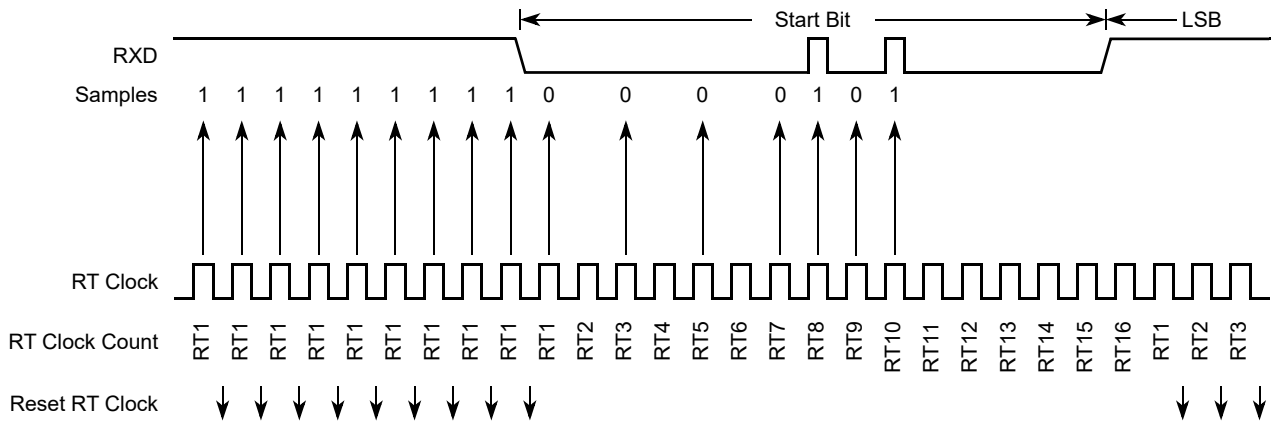 Start Bit
LSB
RXD
Samples 1 1 1 1 1 1 1 1 1 0 0 0 0 1 0 1
RT Clock
RT Clock Count RT1 RT1 RT1 RT1 RT1 RT1 RT1 RT1 RT1 RT1 RT2 RT3 RT4 RT5 RT6 RT7 RT8 RT9 RT10 RT11 RT12 RT13 RT14 RT15 RT16 RT1 RT2 RT3
Reset RT Clock